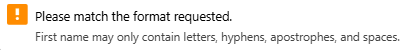 Please match the format requested.
First name may only contain letters, hyphens, apostrophes, and spaces.